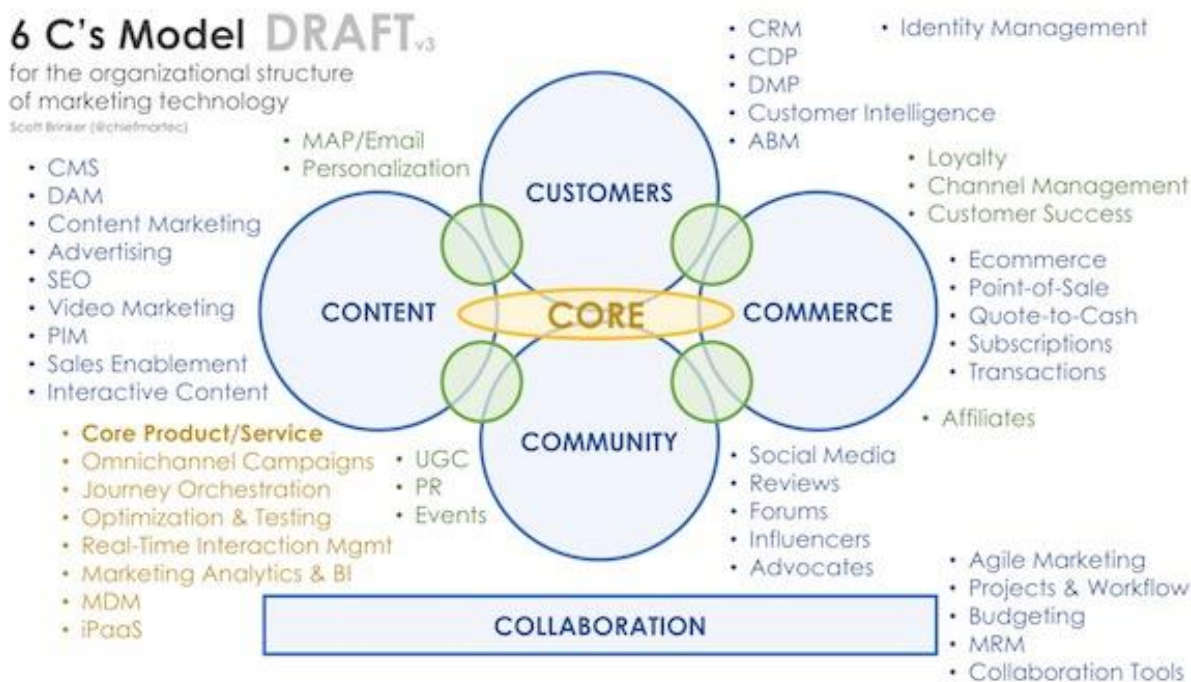 6 C's Model DRAFT v3
for the organizational structure
of marketing technology
Scott Brinker (@chiefmartec)
• CRM
• CDP
• DMP
• Customer Intelligence
• ABM
• Identity Management
• MAP/Email
• Personalization
• CMS
• DAM
• Content Marketing
• Advertising
• SEO
• Video Marketing
• PIM
• Sales Enablement
• Interactive Content
CUSTOMERS
• Loyalty
• Channel Management
• Customer Success
CONTENT
CORE
COMMERCE
• Ecommerce
• Point-of-Sale
• Quote-to-Cash
• Subscriptions
• Transactions
• Affiliates
• Core Product/Service
• Omnichannel Campaigns
• Journey Orchestration
• Optimization & Testing
• Real-Time Interaction Mgmt
• Marketing Analytics & BI
• MDM
• iPaaS
• UGC
• PR
• Events
COMMUNITY
• Social Media
• Reviews
• Forums
• Influencers
• Advocates
COLLABORATION
• Agile Marketing
• Projects & Workflow
• Budgeting
• MRM
• Collaboration Tools